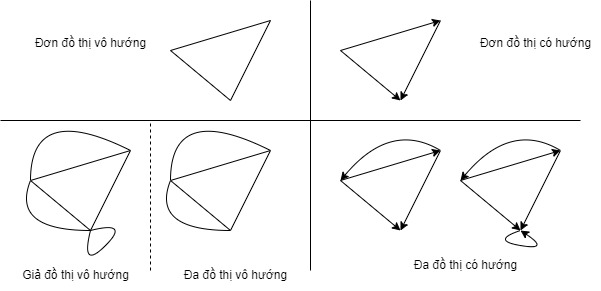 Đơn đồ thị vô hướng
Đơn đồ thị có hướng
Giả đồ thị vô hướng
Đa đồ thị vô hướng
Đa đồ thị có hướng